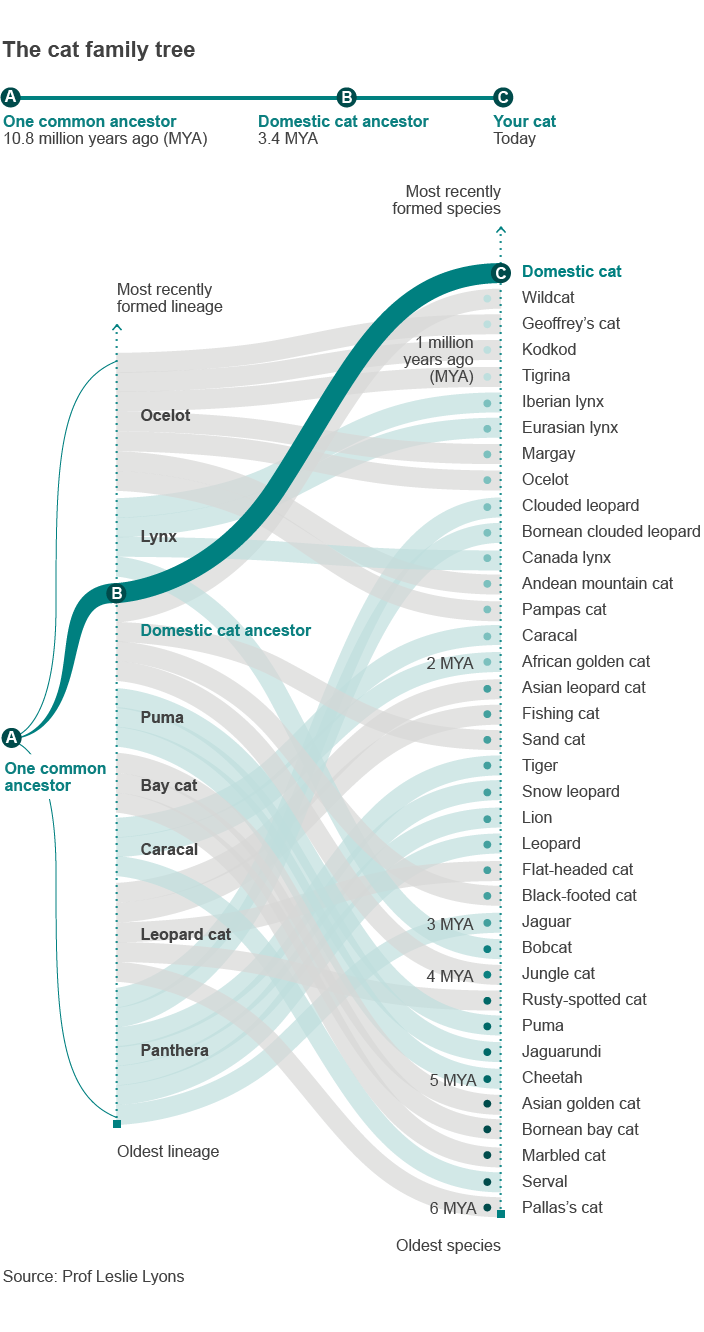 The cat family tree
A
B
C
One common ancestor
10.8 million years ago (MYA)
Domestic cat ancestor
3.4 MYA
Your cat
Today
Most recently
formed species
Most recently
formed lineage
C
Domestic cat
Wildcat
Geoffrey's cat
1 million
years ago
(MYA)
Kodkod
Tigrina
Iberian lynx
Eurasian lynx
Margay
Ocelot
Clouded leopard
Bornean clouded leopard
Canada lynx
Andean mountain cat
Pampas cat
Caracal
2 MYA
African golden cat
Asian leopard cat
Fishing cat
Sand cat
Tiger
Snow leopard
Lion
Leopard
Flat-headed cat
Black-footed cat
3 MYA
Jaguar
Bobcat
4 MYA
Jungle cat
Rusty-spotted cat
Puma
Jaguarundi
5 MYA
Cheetah
Asian golden cat
Bornean bay cat
Marbled cat
Serval
6 MYA
Pallas's cat
Ocelot
Lynx
B
Domestic cat ancestor
Puma
A
One common
ancestor
Bay cat
Caracal
Leopard cat
Panthera
Oldest lineage
Oldest species
Source: Prof Leslie Lyons